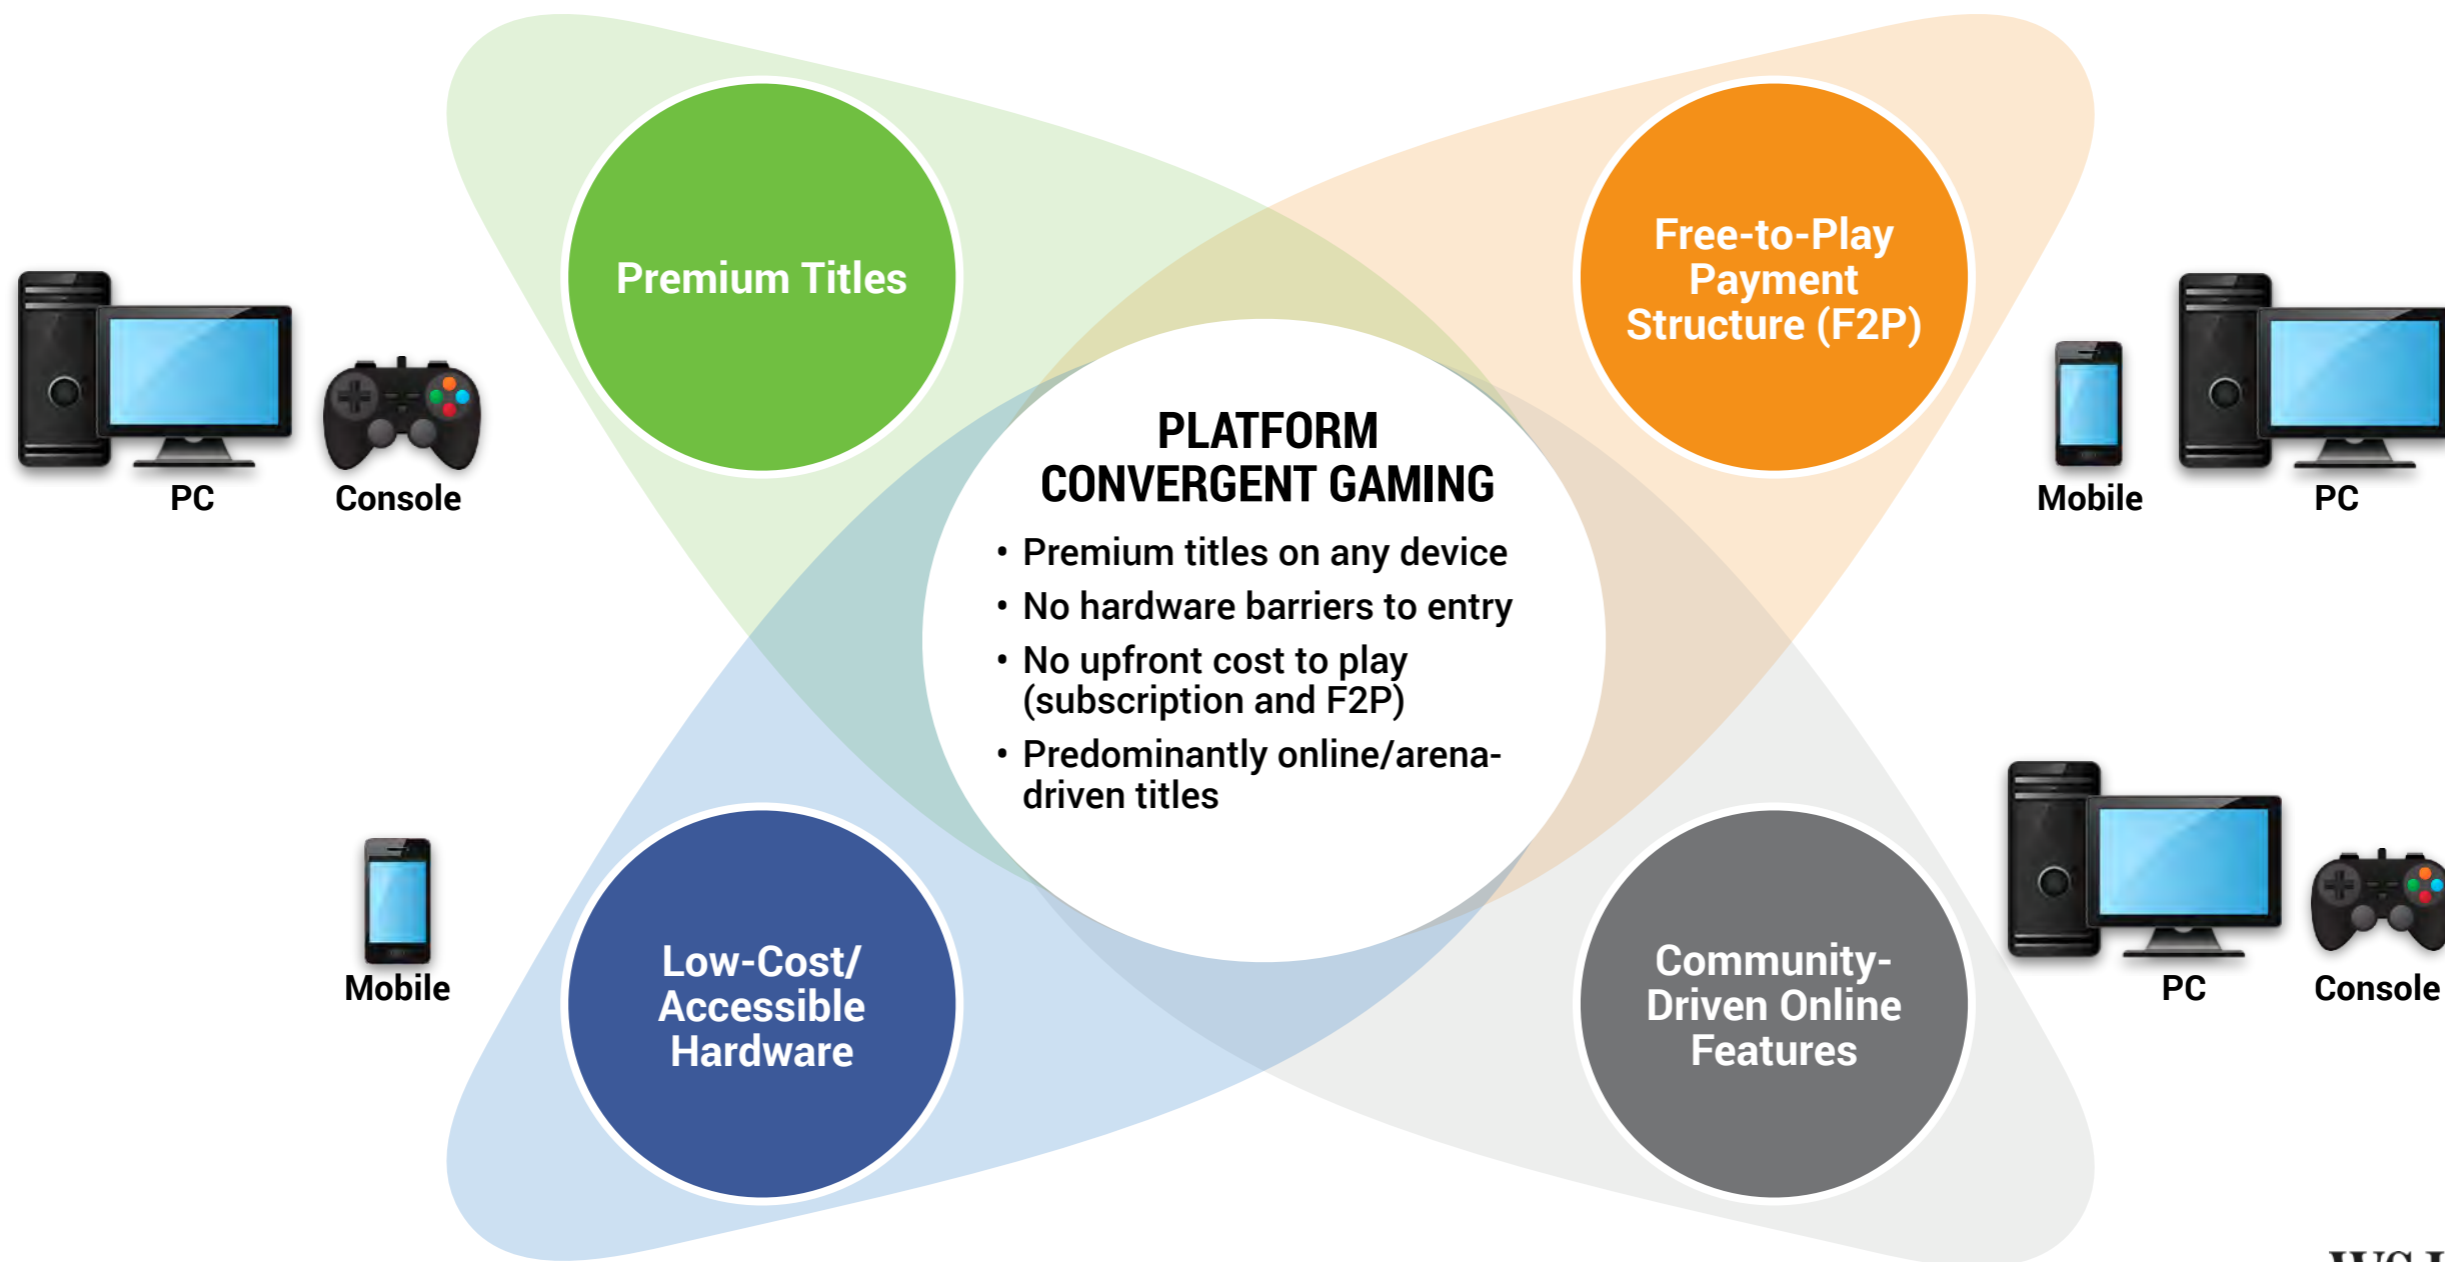 Premium Titles
Free-to-Play
Payment
Structure (F2P)
PC
Console
Mobile
PC
PLATFORM
CONVERGENT GAMING
• Premium titles on any device
• No hardware barriers to entry
• No upfront cost to play
(subscription and F2P)
• Predominantly online/arena-
driven titles
Mobile
Low-Cost/
Accessible
Hardware
Community-
Driven Online
Features
PC
Console